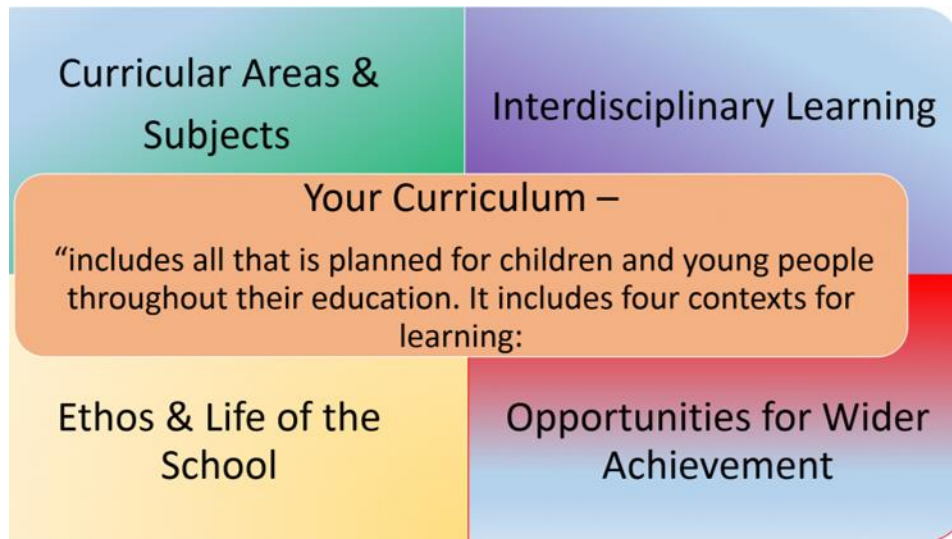 Curricular Areas &
Subjects
Interdisciplinary Learning
Your Curriculum –
“includes all that is planned for children and young people
throughout their education. It includes four contexts for
learning:
Ethos & Life of the
School
Opportunities for Wider
Achievement